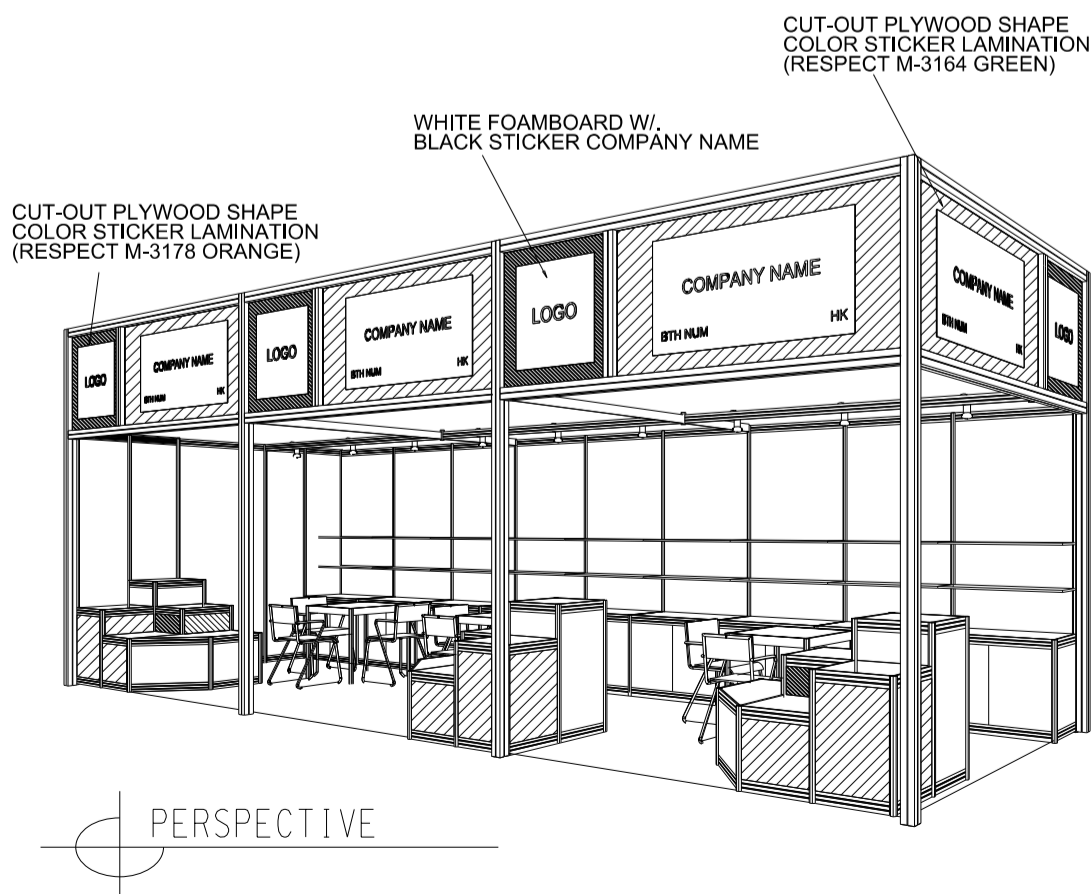 CUT-OUT PLYWOOD SHAPE
COLOR STICKER LAMINATION
(RESPECT M-3164 GREEN)
WHITE FOAMBOARD W/.
BLACK STICKER COMPANY NAME
CUT-OUT PLYWOOD SHAPE
COLOR STICKER LAMINATION
(RESPECT M-3178 ORANGE)
LOGO
COMPANY NAME
BTH NUM
HK
LOGO
COMPANY NAME
BTH NUM
HK
LOGO
COMPANY NAME
BTH NUM
HK
COMPANY NAME
BTH NUM
HK
LOGO
PERSPECTIVE